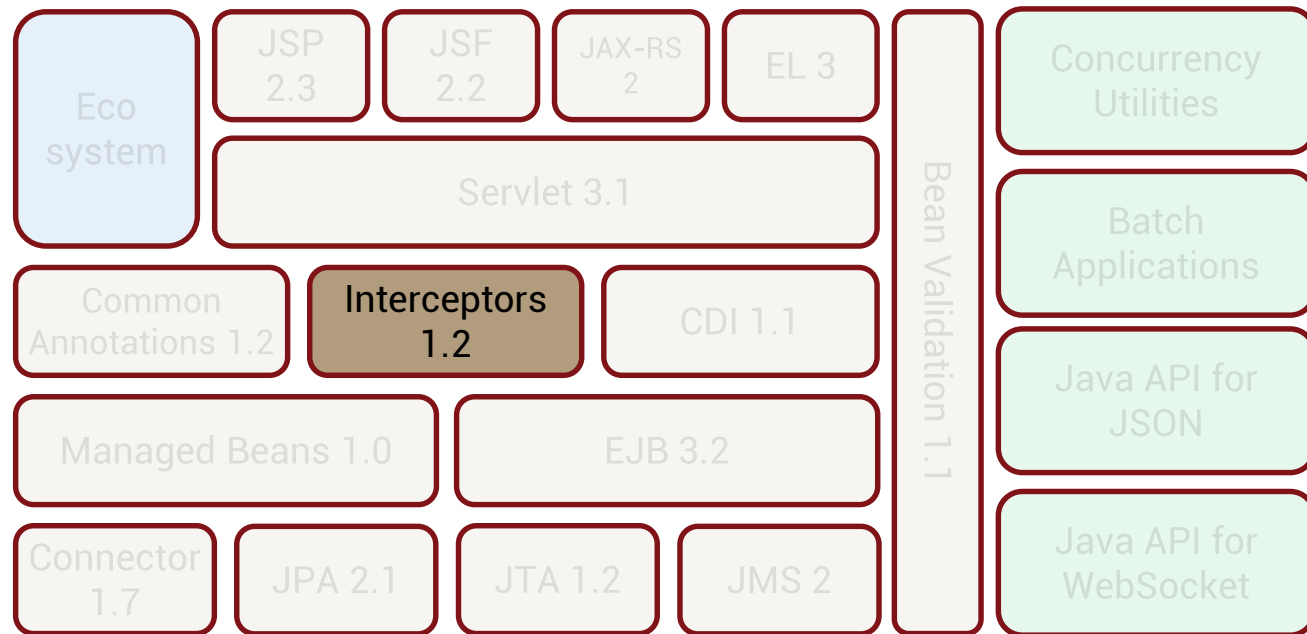 Eco
system
JSP
2.3
JSF
2.2
JAX-RS
2
EL 3
Servlet 3.1
Common
Annotations 1.2
Interceptors
1.2
CDI 1.1
Managed Beans 1.0
EJB 3.2
Connector
1.7
JPA 2.1
JTA 1.2
JMS 2
Bean Validation 1.1
Concurrency
Utilities
Batch
Applications
Java API for
JSON
Java API for
WebSocket